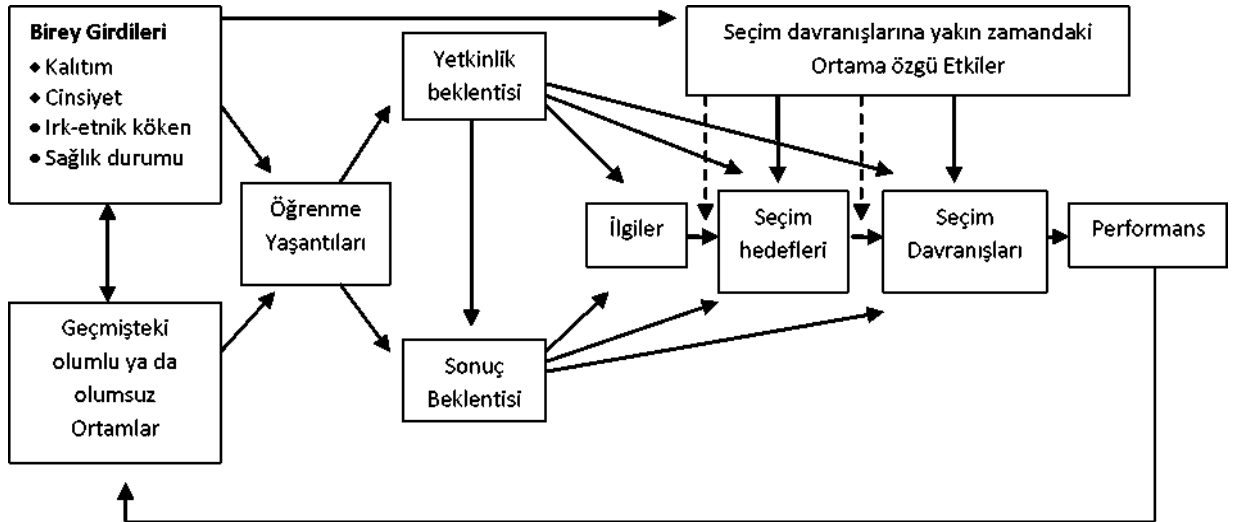 Birey Girdileri
♦ Kalıtım
♦ Cinsiyet
● Irk-etnik köken
● Sağlık durumu
Seçim davranışlarına yakın zamandaki
Ortama özgü Etkiler
Yetkinlik
beklentisi
Öğrenme
Yaşantıları
İlgiler
Seçim
hedefleri
Seçim
Davranışları
Performans
Geçmişteki
olumlu ya da
olumsuz
Ortamlar
Sonuç
Beklentisi